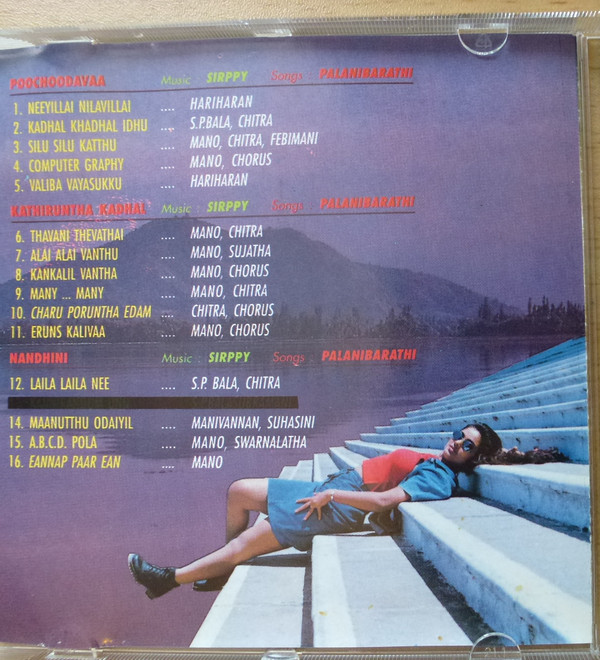 POOCHOODAVAA Music SIRPPY Songs PALANIBARATHI
1. NEEYILLAI NILAVILLAI .... HARIHARAN
2. KADHAL KHADHAL IDHU .... S.P.BALA, CHITRA
3. SILU SILU KATTHU .... MANO, CHITRA, FEBIMANI
4. COMPUTER GRAPHY .... MANO, CHORUS
5. VALIBA VAYASUKKU .... HARIHARAN
KATHIRUNTHA KADHAL Music : SIRPPY Songs PALANIBARATHI
6. THAVANI THEVATHAI .... MANO, CHITRA
7. ALAI ALAI VANTHU .... MANO, SUJATHA
8. KANKALIL VANTHA .... MANO, CHORUS
9. MANY ... MANY .... MANO, CHITRA
10. CHARU PORUNTHA EDAM .... CHITRA, CHORUS
11. ERUNS KALIVAA .... MANO, CHORUS
NANDHINI Music : SIRPPY Songs PALANIBARATHI
12. LAILA LAILA NEE .... S.P. BALA, CHITRA
14. MAANUTTHU ODAIYIL .... MANIVANNAN, SUHASINI
15. A.B.C.D. POLA .... MANO, SWARNALATHA
16. EANNAP PAAR EAN .... MANO